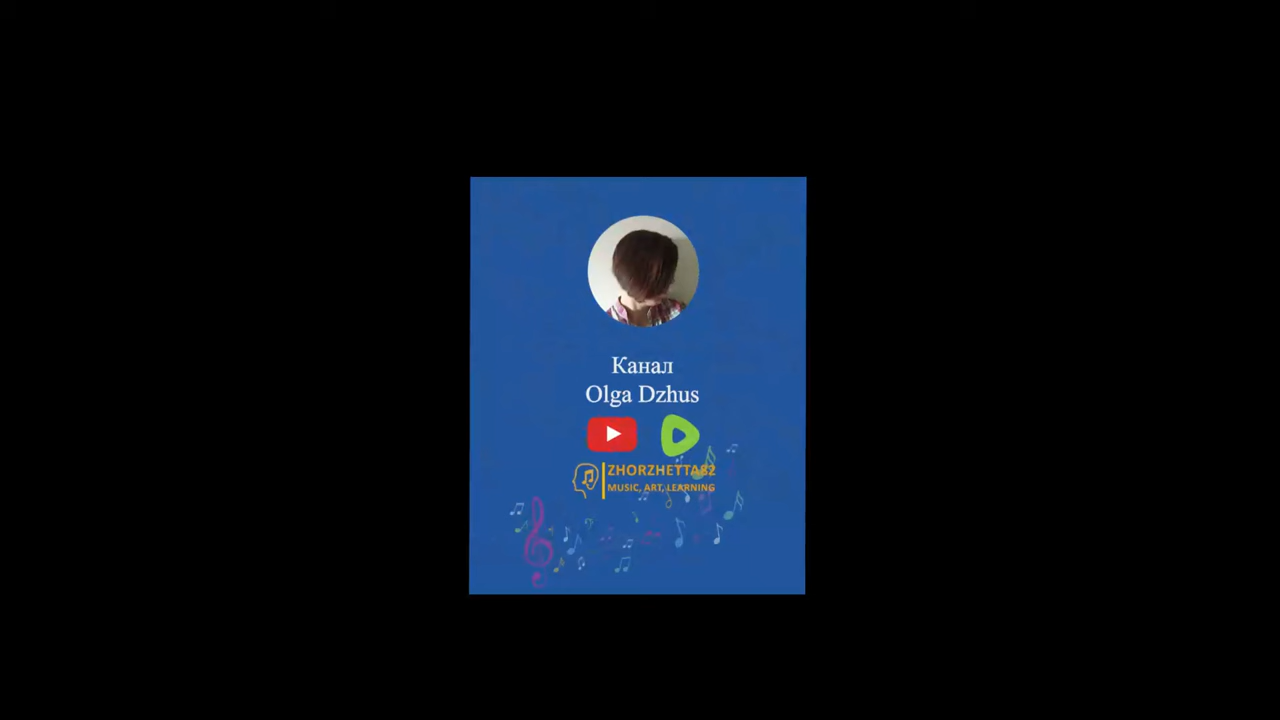 Канал
Olga Dzhus
ZHORZHETTA82
MUSIC, ART, LEARNING